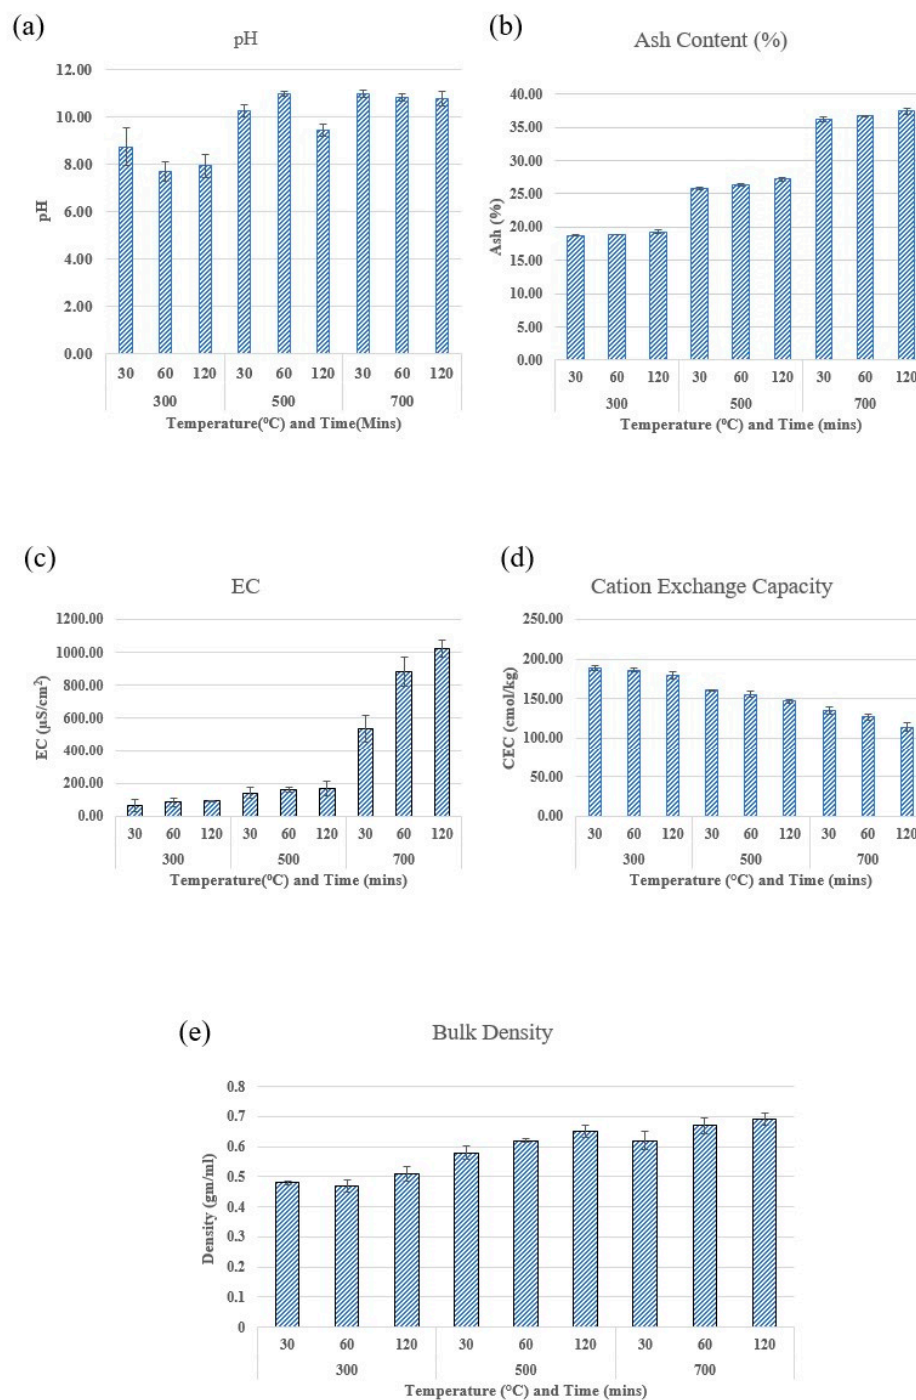 (a)
pH
12.00
10.00
8.00
6.00
4.00
2.00
0.00
pH
30 60 120 30 60 120 30 60 120
300 500 700
Temperature(⁰C) and Time(Mins)
(b)
Ash Content (%)
40.00
35.00
30.00
25.00
20.00
15.00
10.00
5.00
0.00
Ash (%)
30 60 120 30 60 120 30 60 120
300 500 700
Temperature (⁰C) and Time (mins)
(c)
EC
1200.00
1000.00
800.00
600.00
400.00
200.00
0.00
EC (µS/cm²)
30 60 120 30 60 120 30 60 120
300 500 700
Temperature(⁰C) and Time (mins)
(d)
Cation Exchange Capacity
250.00
200.00
150.00
100.00
50.00
0.00
CEC (cmol/kg)
30 60 120 30 60 120 30 60 120
300 500 700
Temperature (°C) and Time (mins)
(e)
Bulk Density
0.8
0.7
0.6
0.5
0.4
0.3
0.2
0.1
0
Density (gm/ml)
30 60 120 30 60 120 30 60 120
300 500 700
Temperature (°C) and Time (mins)